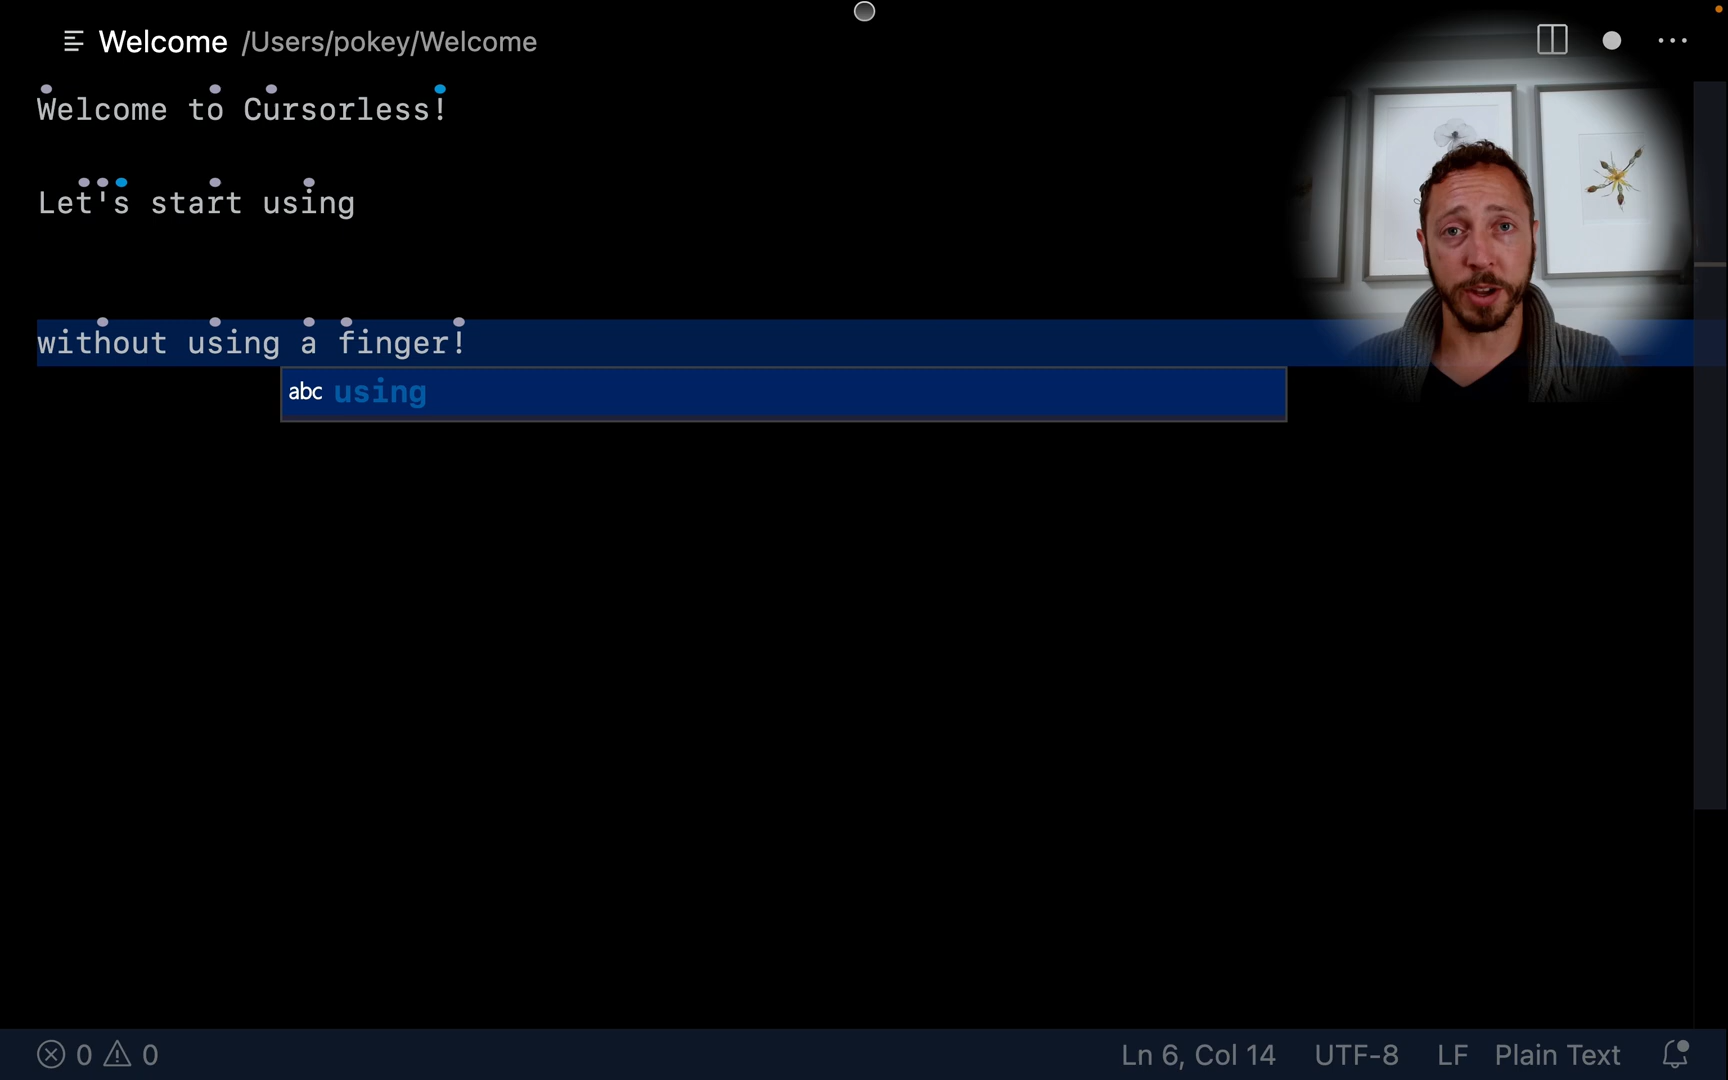 Welcome /Users/pokey/Welcome
Welcome to Cursorless!
Let's start using
without using a finger!
abc using
0 0 Ln 6, Col 14 UTF-8 LF Plain Text